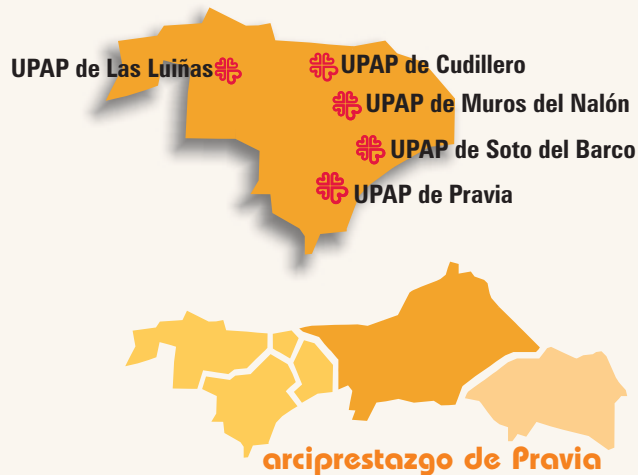 UPAP de Las Luiñas
UPAP de Cudillero
UPAP de Muros del Nalón
UPAP de Soto del Barco
UPAP de Pravia
arciprestazgo de Pravia